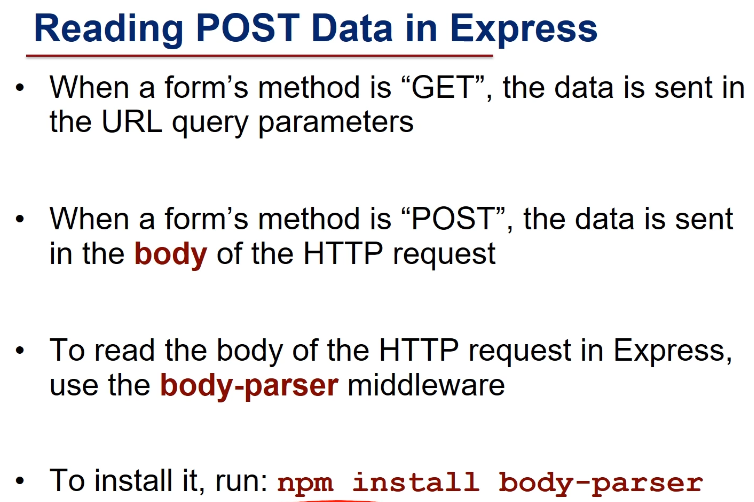 Reading POST Data in Express
• When a form’s method is “GET”, the data is sent in
the URL query parameters
• When a form’s method is “POST”, the data is sent
in the body of the HTTP request
• To read the body of the HTTP request in Express,
use the body-parser middleware
• To install it, run: npm install body-parser